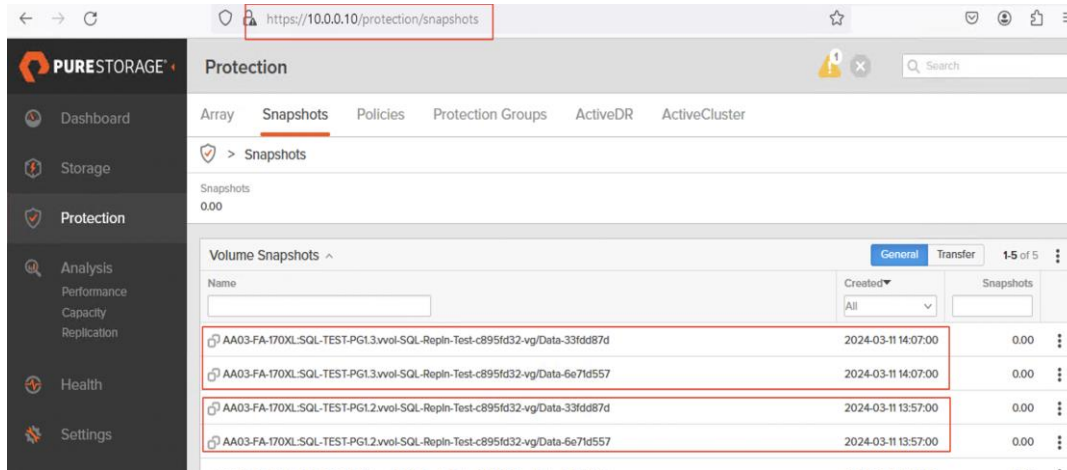 https://10.0.0.10/protection/snapshots
PURESTORAGE®
Protection
1
Search
Dashboard
Array Snapshots Policies Protection Groups ActiveDR ActiveCluster
Storage
> Snapshots
Snapshots
0.00
Protection
Volume Snapshots General Transfer 1-5 of 5
Analysis
Name Created Snapshots
Performance
All
Capacity
Replication
AA03-FA-170XL:SQL-TEST-PG1.3.vvol-SQL-Repln-Test-c895fd32-vg/Data-33fdd87d 2024-03-11 14:07:00 0.00
AA03-FA-170XL:SQL-TEST-PG1.3.vvol-SQL-Repln-Test-c895fd32-vg/Data-6e71d557 2024-03-11 14:07:00 0.00
Health
AA03-FA-170XL:SQL-TEST-PG1.2.vvol-SQL-Repln-Test-c895fd32-vg/Data-33fdd87d 2024-03-11 13:57:00 0.00
Settings
AA03-FA-170XL:SQL-TEST-PG1.2.vvol-SQL-Repln-Test-c895fd32-vg/Data-6e71d557 2024-03-11 13:57:00 0.00